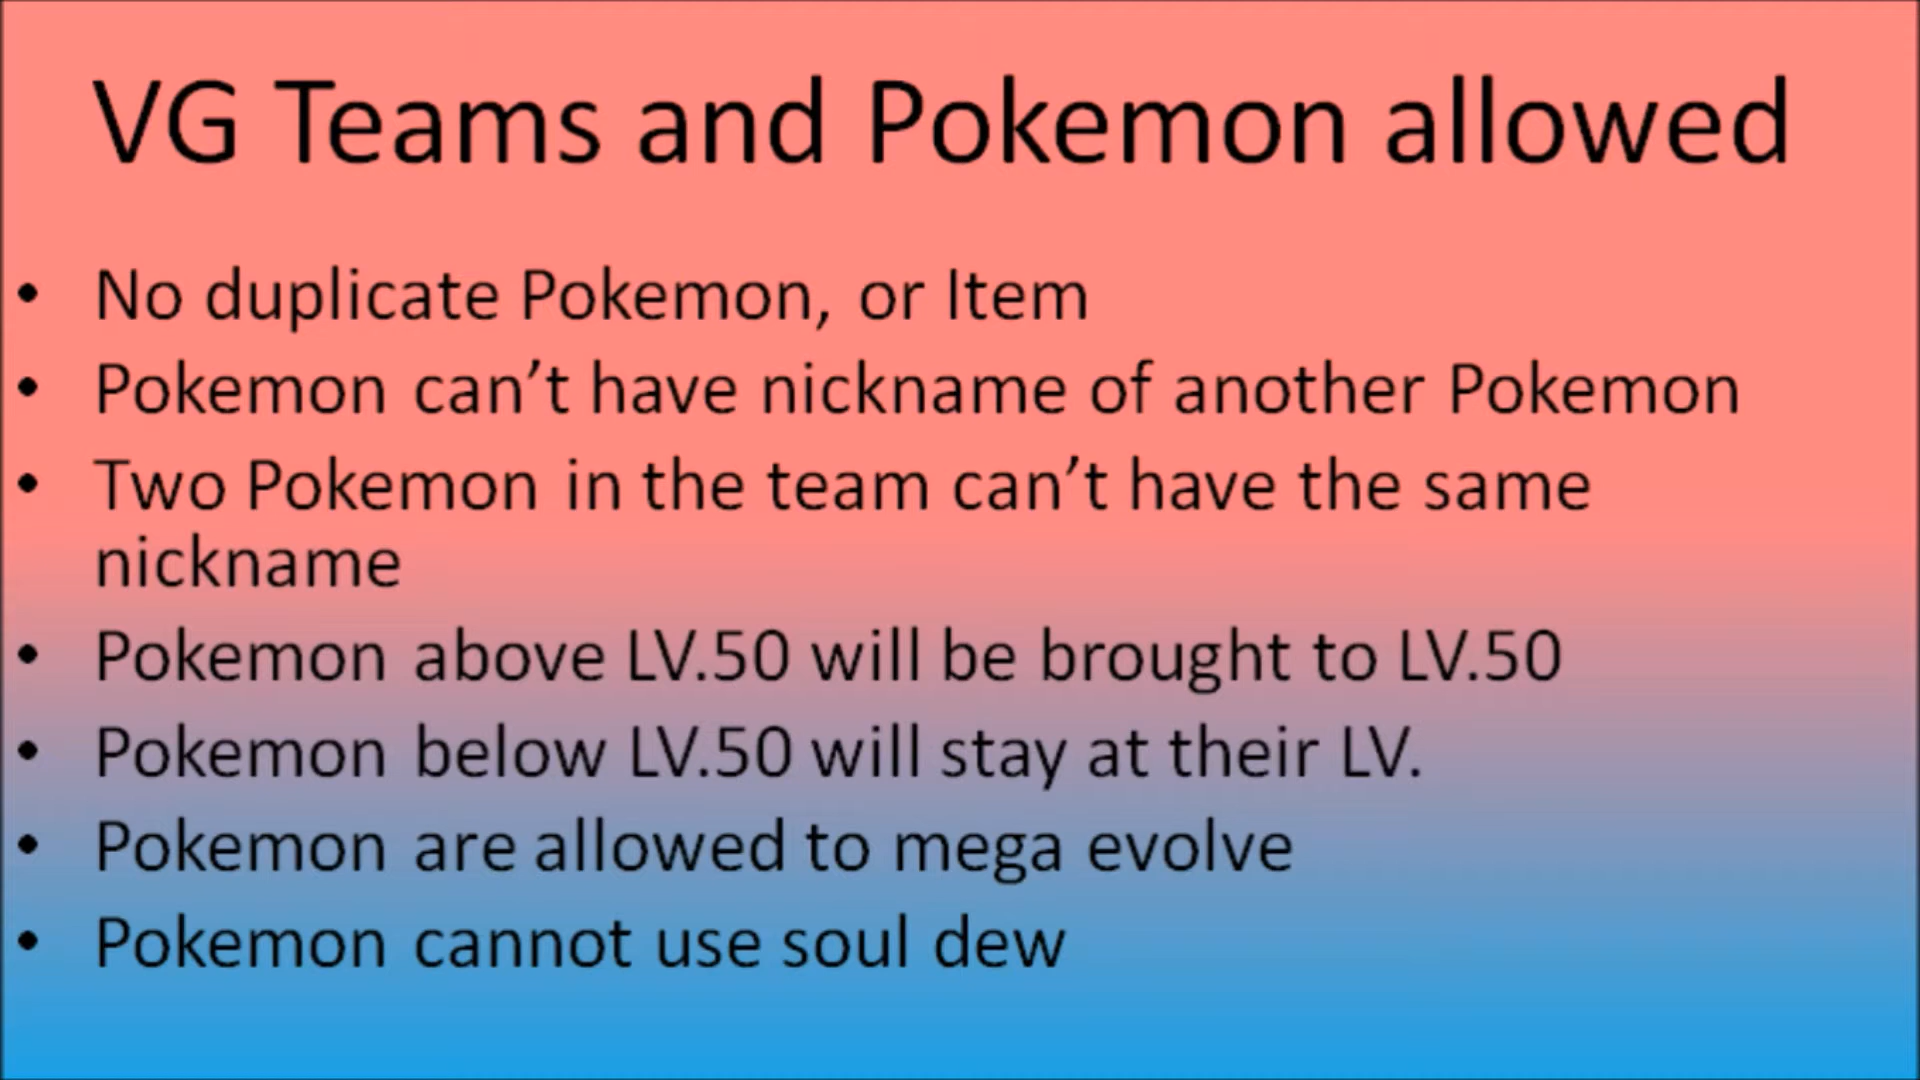 VG Teams and Pokemon allowed
• No duplicate Pokemon, or Item
• Pokemon can’t have nickname of another Pokemon
• Two Pokemon in the team can’t have the same
nickname
• Pokemon above LV.50 will be brought to LV.50
• Pokemon below LV.50 will stay at their LV.
• Pokemon are allowed to mega evolve
• Pokemon cannot use soul dew